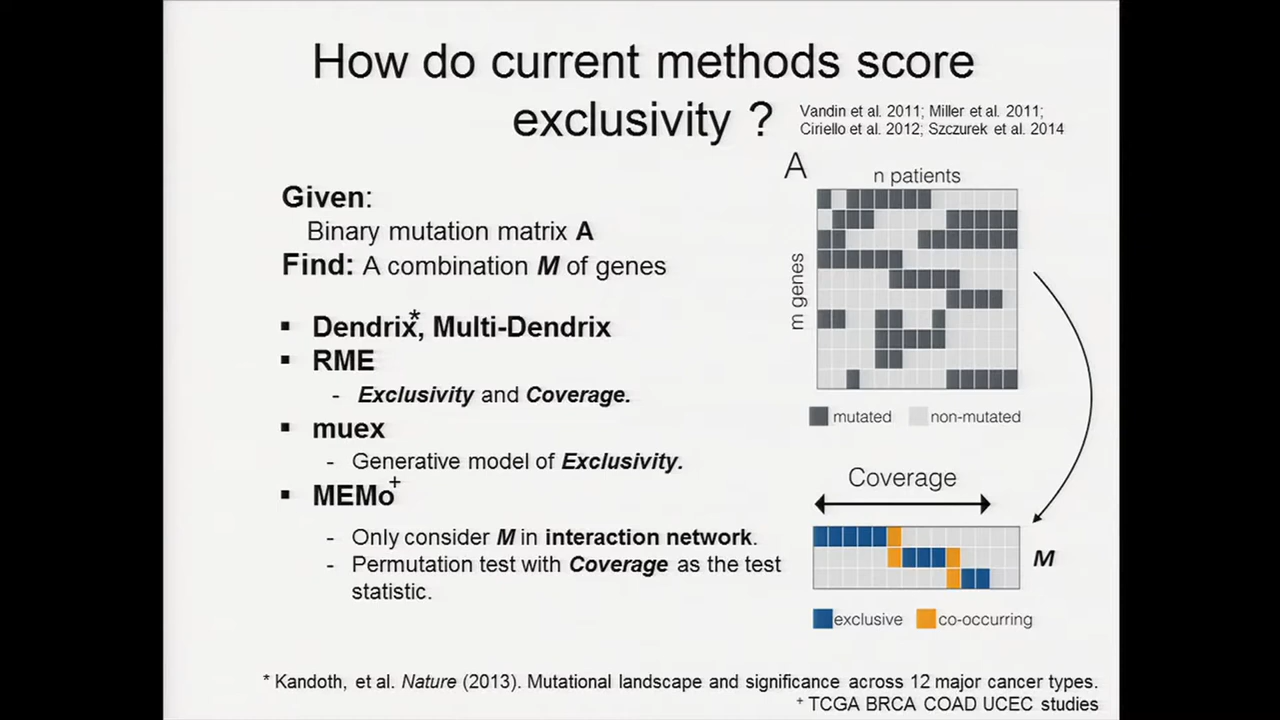 How do current methods score
exclusivity ?
Vandin et al. 2011; Miller et al. 2011;
Ciriello et al. 2012; Szczurek et al. 2014
Given:
Binary mutation matrix A
Find: A combination M of genes
▪ Dendrix*, Multi-Dendrix
▪ RME
- Exclusivity and Coverage.
▪ muex
- Generative model of Exclusivity.
▪ MEMo+
- Only consider M in interaction network.
- Permutation test with Coverage as the test
statistic.
A
n patients
m genes
mutated
non-mutated
Coverage
M
exclusive
co-occurring
* Kandoth, et al. Nature (2013). Mutational landscape and significance across 12 major cancer types.
+ TCGA BRCA COAD UCEC studies